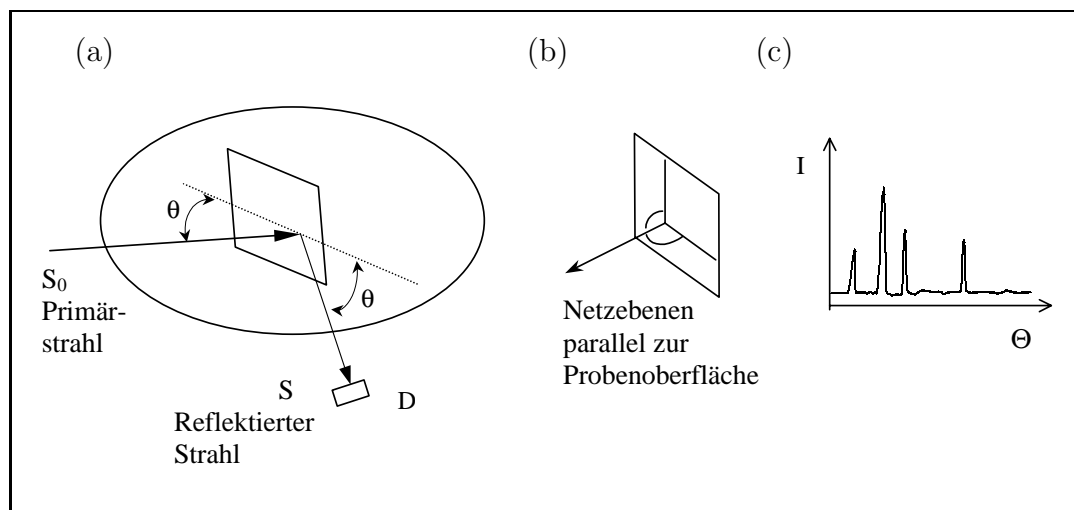 (a)
θ
θ
S₀
Primär-
strahl
S
D
Reflektierter
Strahl
(b)
Netzebenen
parallel zur
Probenoberfläche
(c)
I
Θ